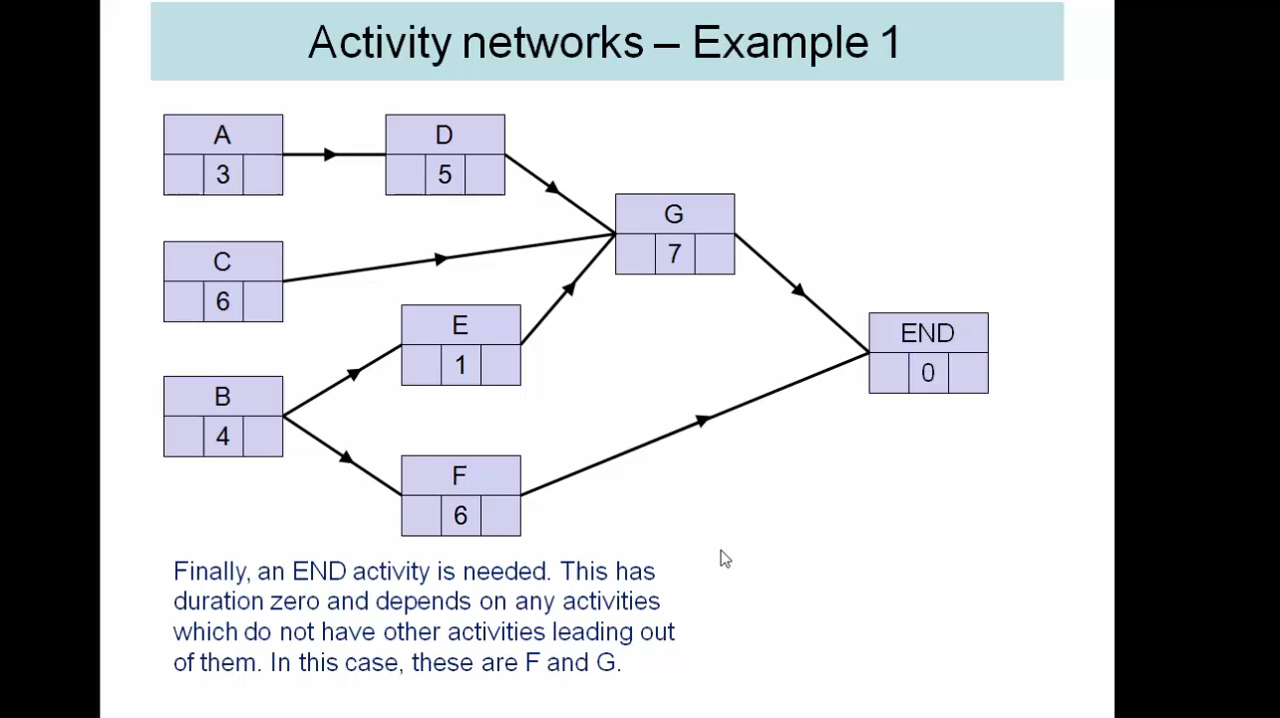 Activity networks – Example 1
A
3
D
5
G
7
C
6
E
1
END
0
B
4
F
6
Finally, an END activity is needed. This has
duration zero and depends on any activities
which do not have other activities leading out
of them. In this case, these are F and G.